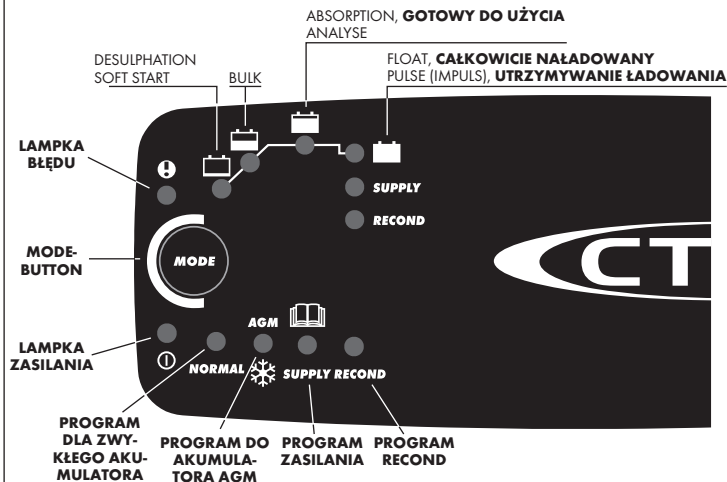 ABSORPTION, GOTOWY DO UŻYCIA
ANALYSE
DESULPHATION
SOFT START
BULK
FLOAT, CAŁKOWICIE NAŁADOWANY
PULSE (IMPULS), UTRZYMYWANIE ŁADOWANIA
LAMPKA
BŁĘDU
SUPPLY
RECOND
MODE-
BUTTON
MODE
CT
LAMPKA
ZASILANIA
AGM
NORMAL
SUPPLY RECOND
PROGRAM
DLA ZWY-
KŁEGO AKU-
MULATORA
PROGRAM DO
AKUMULA-
TORA AGM
PROGRAM
ZASILANIA
PROGRAM
RECOND